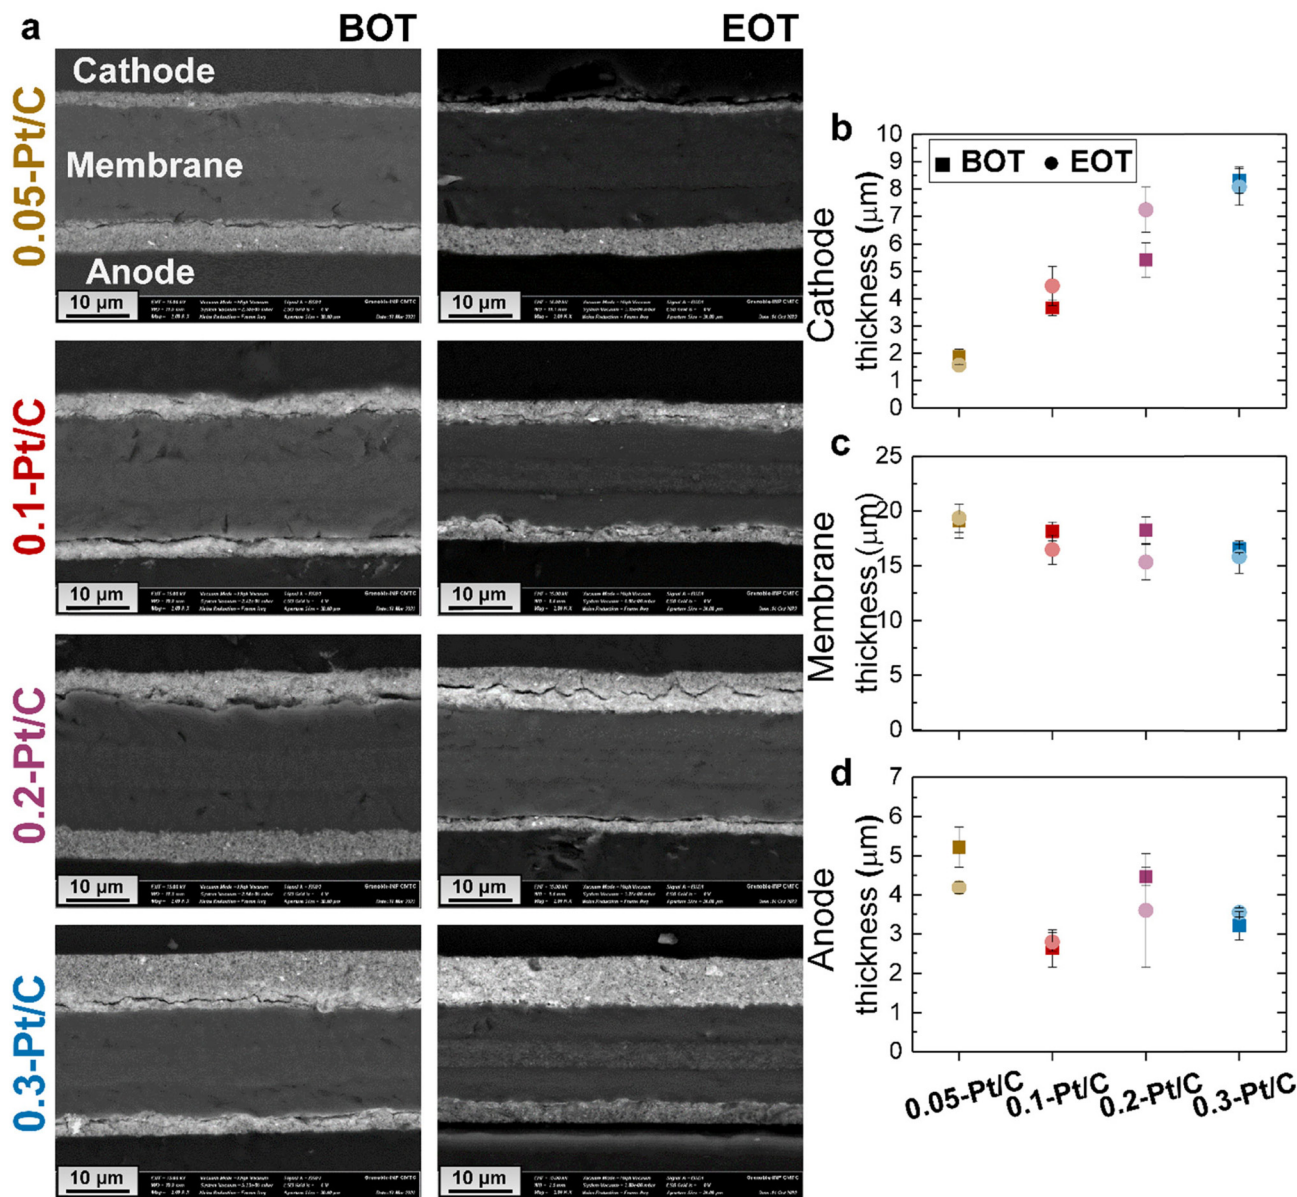 a
BOT
EOT
0.05-Pt/C
Cathode
Membrane
Anode
10 µm
10 µm
0.1-Pt/C
10 µm
10 µm
0.2-Pt/C
10 µm
10 µm
0.3-Pt/C
10 µm
10 µm
b
BOT
EOT
Cathode
thickness (µm)
10
9
8
7
6
5
4
3
2
1
0
c
Membrane
thickness (µm)
25
20
15
10
5
0
d
Anode
thickness (µm)
7
6
5
4
3
2
1
0
0.05-Pt/C
0.1-Pt/C
0.2-Pt/C
0.3-Pt/C